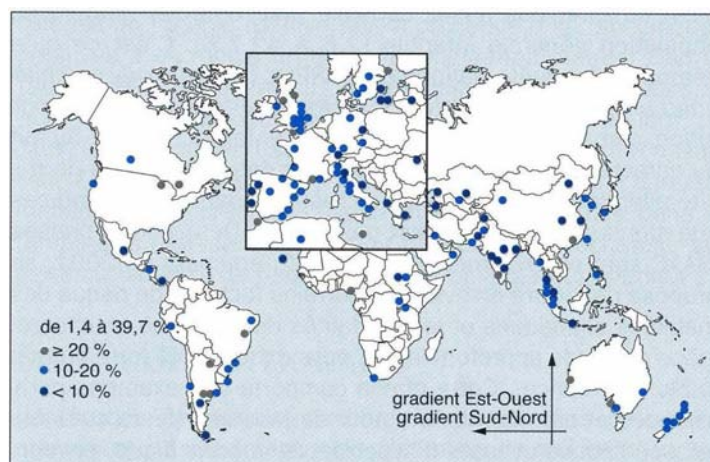 de 1,4 à 39,7 %
≥ 20 %
10-20 %
< 10 %
gradient Est-Ouest
gradient Sud-Nord